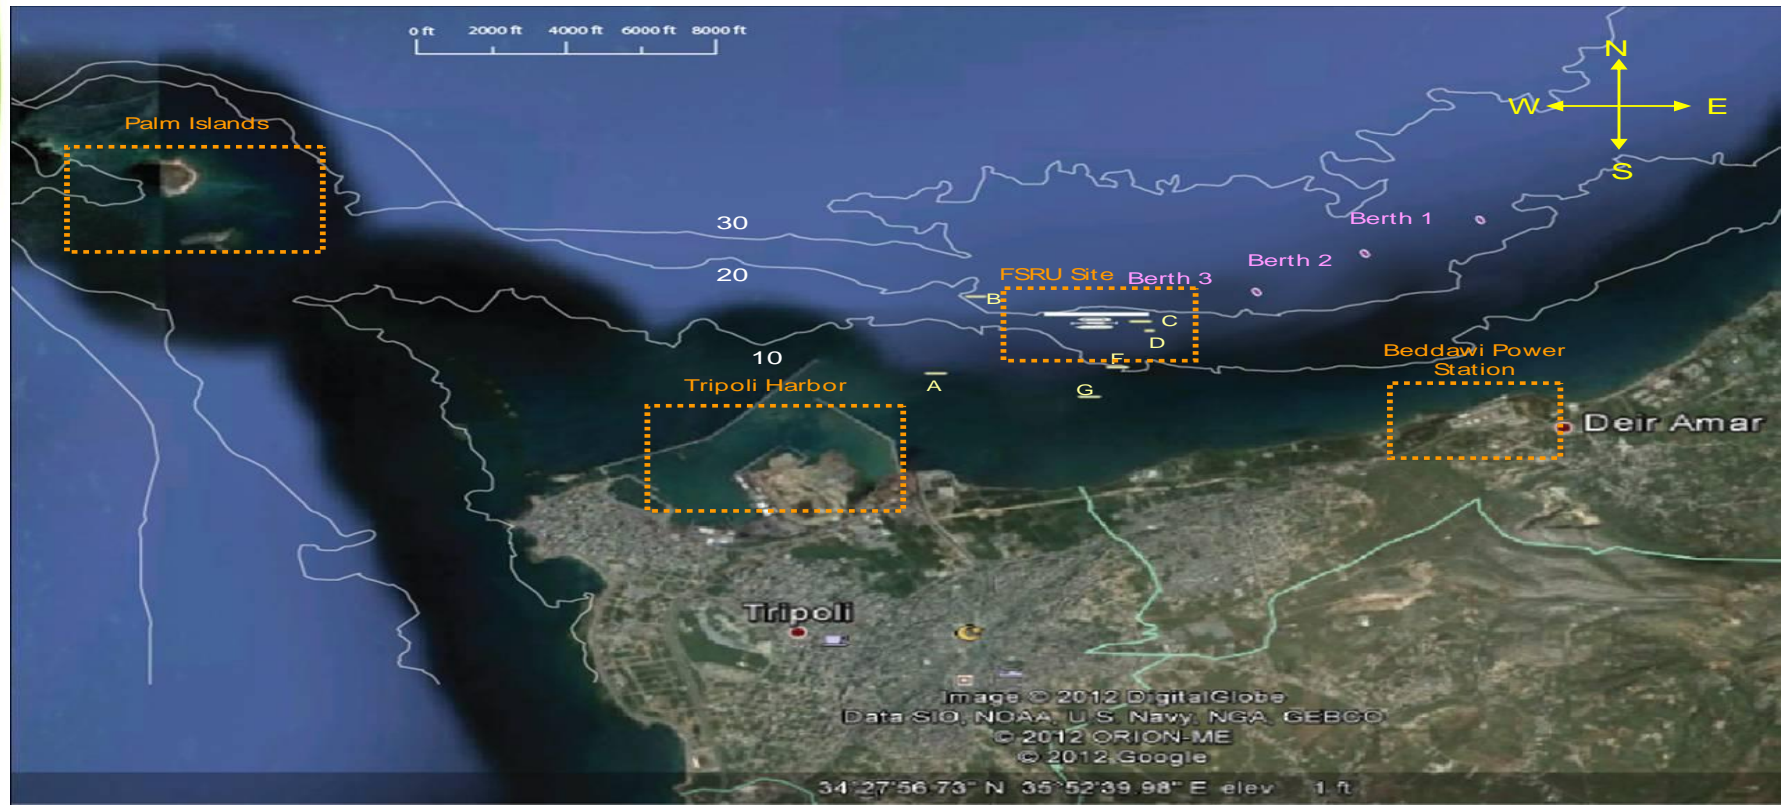 0 ft 2000 ft 4000 ft 6000 ft 8000 ft
N
W E
S
Palm Islands
30
Berth 1
Berth 2
20
FSRU Site
Berth 3
B
C
D
10
F
Beddawi Power
Station
Tripoli Harbor
A
G
Deir Amar
Tripoli
Image © 2012 DigitalGlobe
Data SIO, NOAA, U.S. Navy, NGA, GEBCO
© 2012 ORION-ME
© 2012 Google
34°27'56.73" N 35°52'39.98" E elev 1 ft